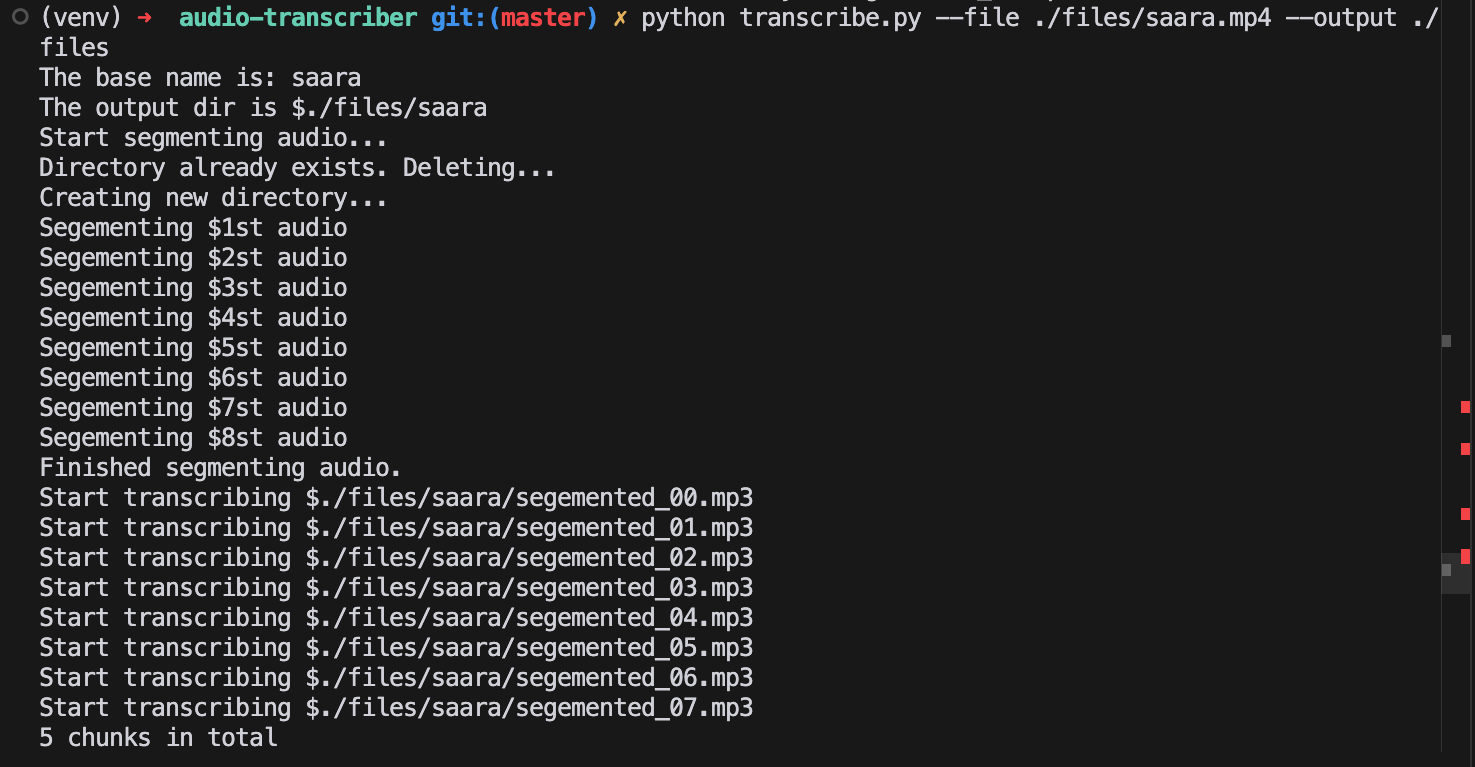 (venv) ➜  audio-transcriber git:(master) ✗ python transcribe.py --file ./files/saara.mp4 --output ./
files
The base name is: saara
The output dir is $./files/saara
Start segmenting audio...
Directory already exists. Deleting...
Creating new directory...
Segementing $1st audio
Segementing $2st audio
Segementing $3st audio
Segementing $4st audio
Segementing $5st audio
Segementing $6st audio
Segementing $7st audio
Segementing $8st audio
Finished segmenting audio.
Start transcribing $./files/saara/segemented_00.mp3
Start transcribing $./files/saara/segemented_01.mp3
Start transcribing $./files/saara/segemented_02.mp3
Start transcribing $./files/saara/segemented_03.mp3
Start transcribing $./files/saara/segemented_04.mp3
Start transcribing $./files/saara/segemented_05.mp3
Start transcribing $./files/saara/segemented_06.mp3
Start transcribing $./files/saara/segemented_07.mp3
5 chunks in total